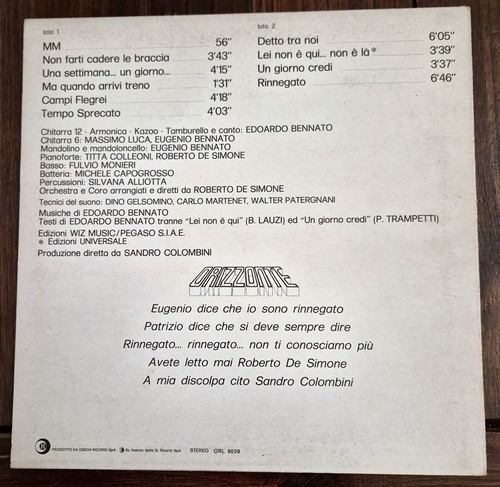 lato 1
MM 56"
Non farti cadere le braccia 3'43"
Una settimana... un giorno... 4'15"
Ma quando arrivi treno 1'31"
Campi Flegrei 4'18"
Tempo Sprecato 4'03"
lato 2
Detto tra noi 6'05"
Lei non è qui... non è là* 3'39"
Un giorno credi 3'37"
Rinnegato 6'46"
Chitarra 12 - Armonica - Kazoo - Tamburello e canto: EDOARDO BENNATO
Chitarra 6: MASSIMO LUCA, EUGENIO BENNATO
Mandolino e mandoloncello: EUGENIO BENNATO
Pianoforte: TITTA COLLEONI, ROBERTO DE SIMONE
Basso: FULVIO MONIERI
Batteria: MICHELE CAPOGROSSO
Percussioni: SILVANA ALLIOTTA
Orchestra e Coro arrangiati e diretti da ROBERTO DE SIMONE
Tecnici del suono: DINO GELSOMINO, CARLO MARTENET, WALTER PATERGNANI
Musiche di EDOARDO BENNATO
Testi di EDOARDO BENNATO tranne "Lei non è qui" (B. LAUZI) ed "Un giorno credi" (P. TRAMPETTI)
Edizioni WIZ MUSIC/PEGASO S.I.A.E.
* Edizioni UNIVERSALE
Produzione diretta da SANDRO COLOMBINI
ORIZZONTE
Eugenio dice che io sono rinnegato
Patrizio dice che si deve sempre dire
Rinnegato... rinnegato... non ti conosciamo più
Avete letto mai Roberto De Simone
A mia discolpa cito Sandro Colombini
PRODOTTO DA DISCHI RICORDI SpA. Su licenza della G. Ricordi SpA STEREO ORL 8039